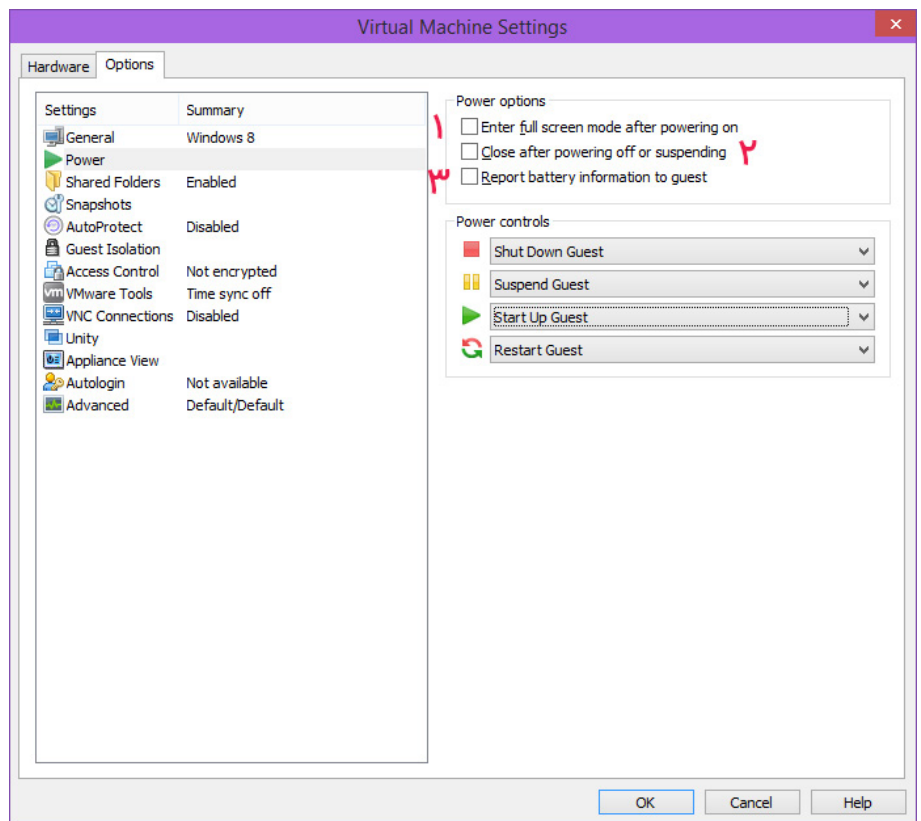 Virtual Machine Settings
Hardware Options
Settings Summary
General Windows 8
Power
Shared Folders Enabled
Snapshots
AutoProtect Disabled
Guest Isolation
Access Control Not encrypted
VMware Tools Time sync off
VNC Connections Disabled
Unity
Appliance View
Autologin Not available
Advanced Default/Default
Power options
۱ Enter full screen mode after powering on
Close after powering off or suspending ۲
۳ Report battery information to guest
Power controls
Shut Down Guest
Suspend Guest
Start Up Guest
Restart Guest
OK Cancel Help